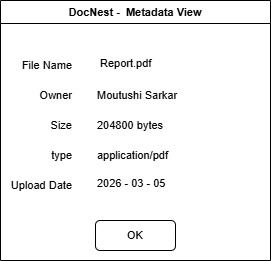 DocNest - Metadata View
File Name Report.pdf
Owner Moutushi Sarkar
Size 204800 bytes
type application/pdf
Upload Date 2026 - 03 - 05
OK